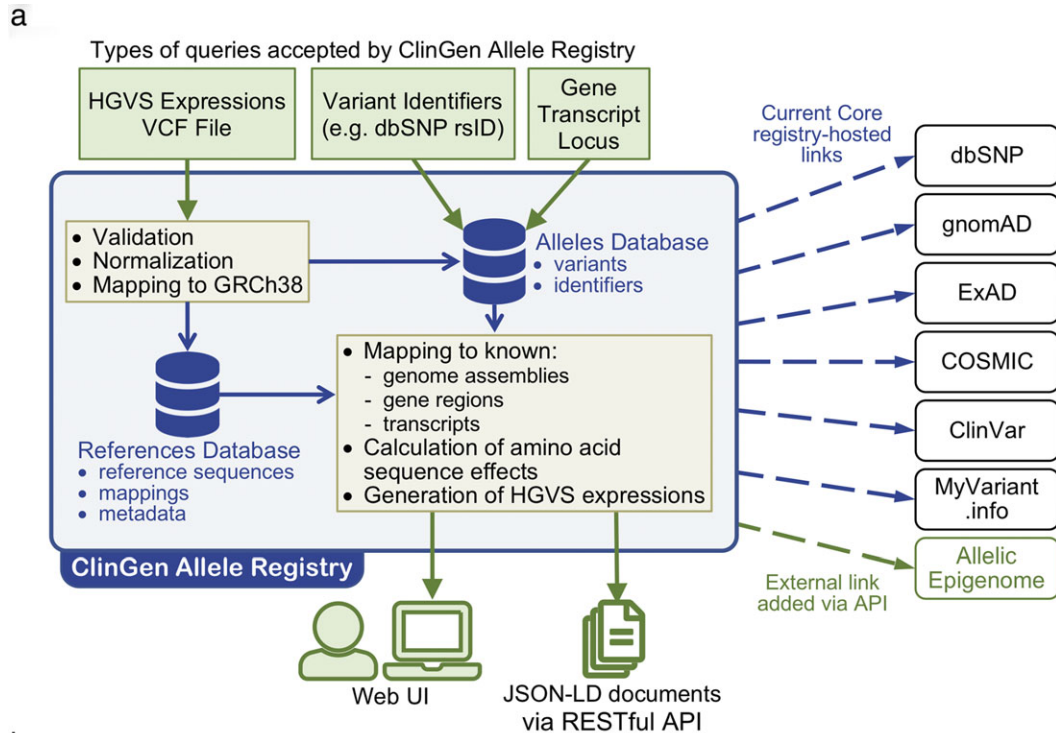 a
Types of queries accepted by ClinGen Allele Registry
HGVS Expressions
VCF File
Variant Identifiers
(e.g. dbSNP rsID)
Gene
Transcript
Locus
Current Core
registry-hosted
links
• Validation
• Normalization
• Mapping to GRCh38
Alleles Database
• variants
• identifiers
References Database
• reference sequences
• mappings
• metadata
• Mapping to known:
- genome assemblies
- gene regions
- transcripts
• Calculation of amino acid
sequence effects
• Generation of HGVS expressions
ClinGen Allele Registry
dbSNP
gnomAD
ExAD
COSMIC
ClinVar
MyVariant
.info
Allelic
Epigenome
External link
added via API
Web UI
JSON-LD documents
via RESTful API